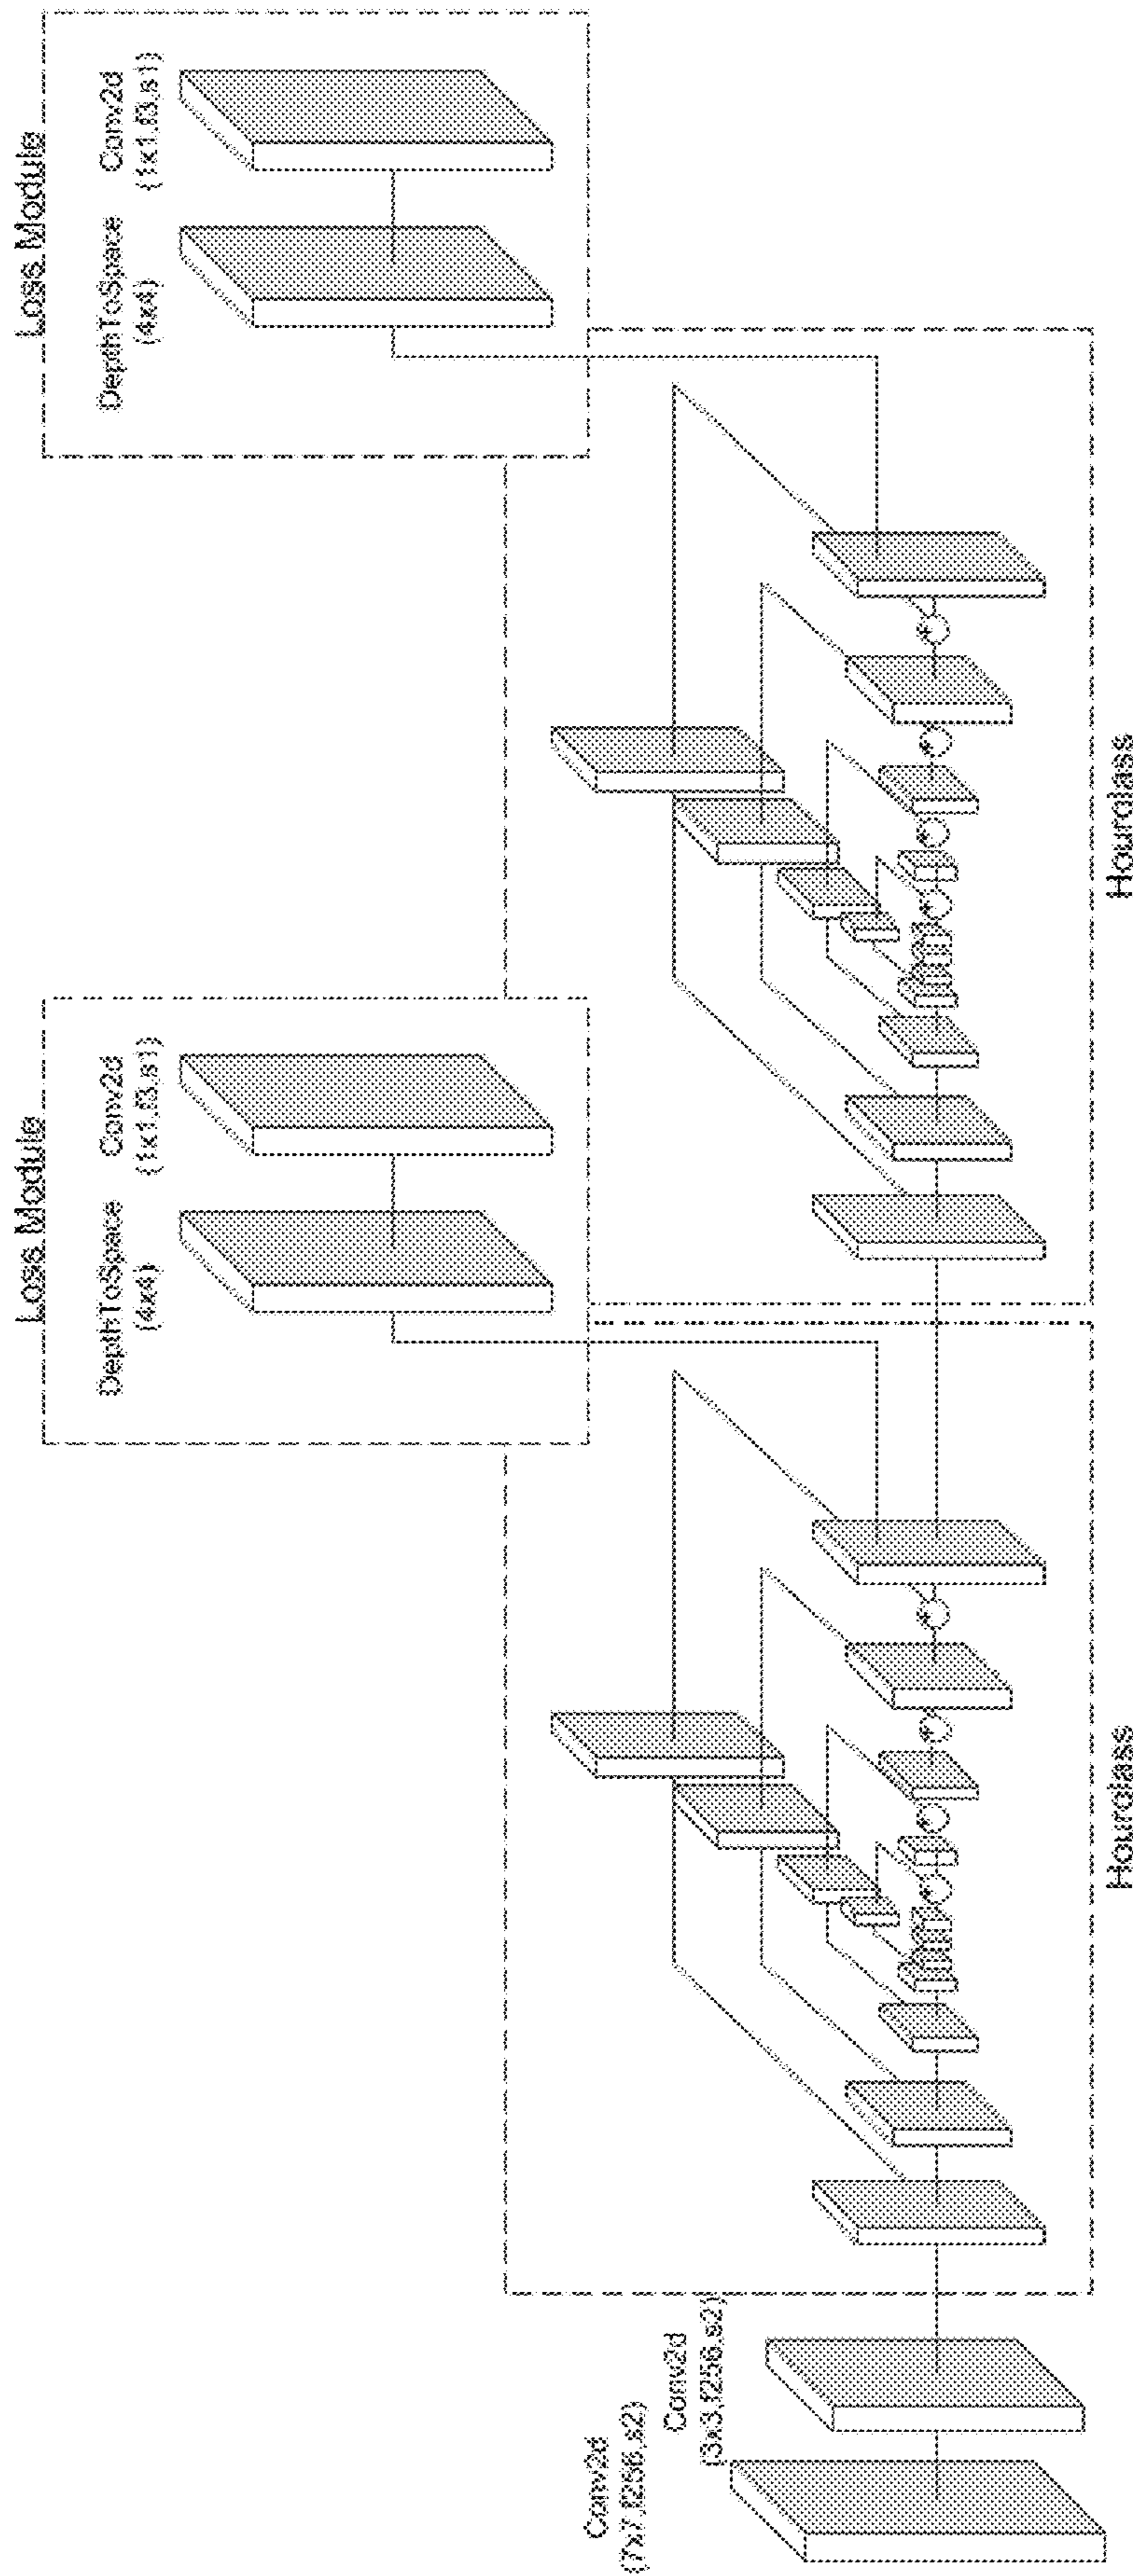 Conv2d
(7x7,f256,s2)
Conv2d
(3x3,f256,s2)
Hourglass
Loss Module
DepthToSpace
(4x4)
Conv2d
(1x1,f3,s1)
Hourglass
Loss Module
DepthToSpace
(4x4)
Conv2d
(1x1,f3,s1)